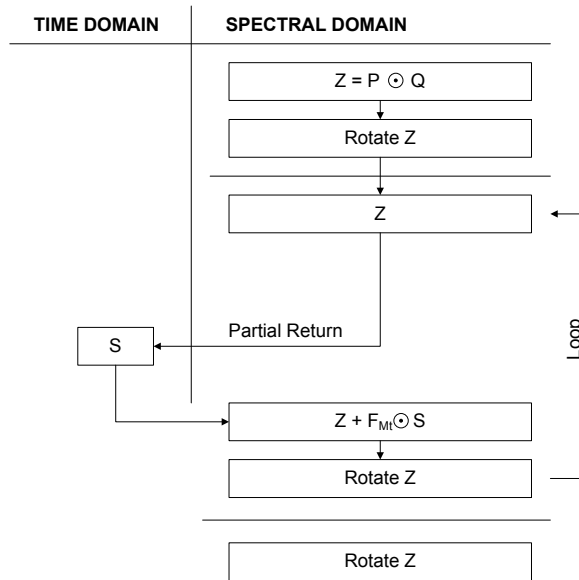 TIME DOMAIN
SPECTRAL DOMAIN
Z = P ⊙ Q
Rotate Z
Z
Partial Return
S
Loop
Z + F_Mt ⊙ S
Rotate Z
Rotate Z